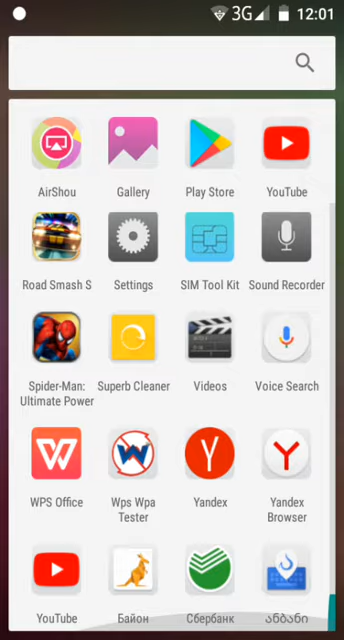 3G 12:01
AirShou Gallery Play Store YouTube
Road Smash S Settings SIM Tool Kit Sound Recorder
Spider-Man: Superb Cleaner Videos Voice Search
Ultimate Power
WPS Office Wps Wpa Yandex Yandex
Tester Browser
YouTube Байон Сбербанк ანბანი